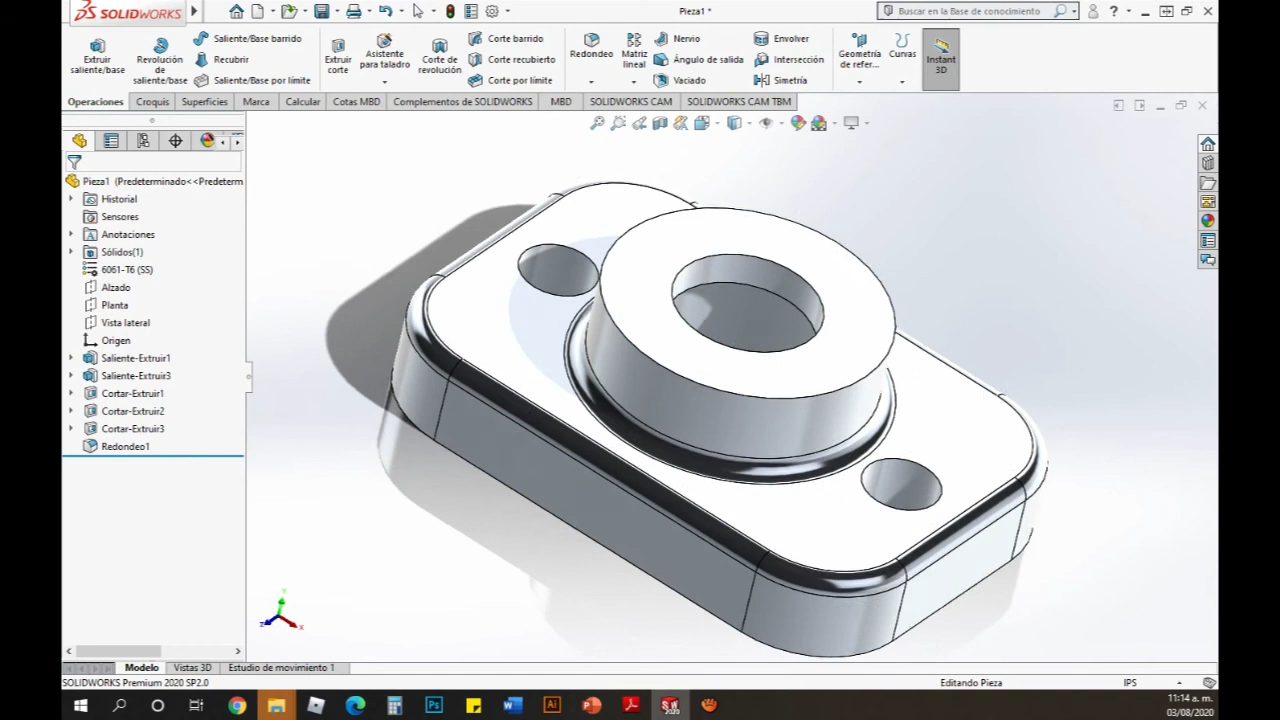 SOLIDWORKS
Pieza1 *
Buscar en la Base de conocimiento
Extruir saliente/base
Revolución de saliente/base
Saliente/Base barrido
Recubrir
Saliente/Base por límite
Extruir corte
Asistente para taladro
Corte de revolución
Corte barrido
Corte recubierto
Corte por límite
Redondeo
Matriz lineal
Nervio
Ángulo de salida
Vaciado
Envolver
Intersección
Simetría
Geometría de refer...
Curvas
Instant 3D
Operaciones
Croquis
Superficies
Marca
Calcular
Cotas MBD
Complementos de SOLIDWORKS
MBD
SOLIDWORKS CAM
SOLIDWORKS CAM TBM
Pieza1 (Predeterminado<<Predeterm
Historial
Sensores
Anotaciones
Sólidos(1)
6061-T6 (SS)
Alzado
Planta
Vista lateral
Origen
Saliente-Extruir1
Saliente-Extruir3
Cortar-Extruir1
Cortar-Extruir2
Cortar-Extruir3
Redondeo1
Modelo
Vistas 3D
Estudio de movimiento 1
SOLIDWORKS Premium 2020 SP2.0
Editando Pieza
IPS
11:14 a. m.
03/08/2020